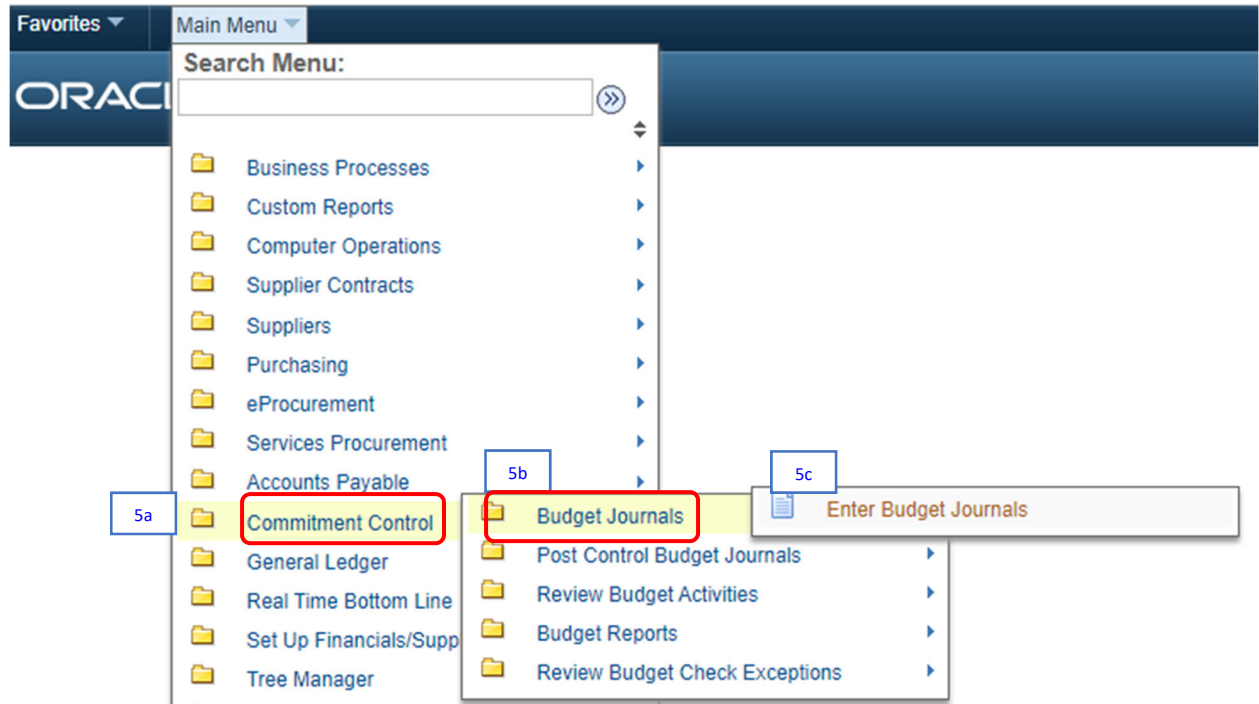 Favorites
Main Menu
Search Menu:
ORACL
Business Processes
Custom Reports
Computer Operations
Supplier Contracts
Suppliers
Purchasing
eProcurement
Services Procurement
Accounts Payable
5a
Commitment Control
General Ledger
Real Time Bottom Line
Set Up Financials/Supp
Tree Manager
5b
Budget Journals
Post Control Budget Journals
Review Budget Activities
Budget Reports
Review Budget Check Exceptions
5c
Enter Budget Journals